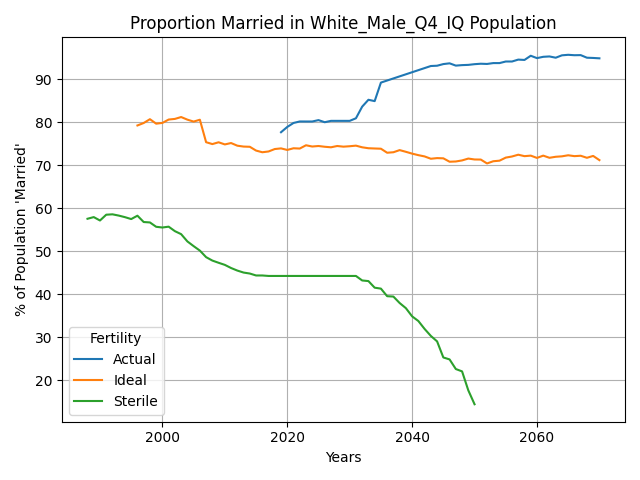 Proportion Married in White_Male_Q4_IQ Population
% of Population 'Married'
90
80
70
60
50
40
30
20
Fertility
Actual
Ideal
Sterile
2000
2020
2040
2060
Years